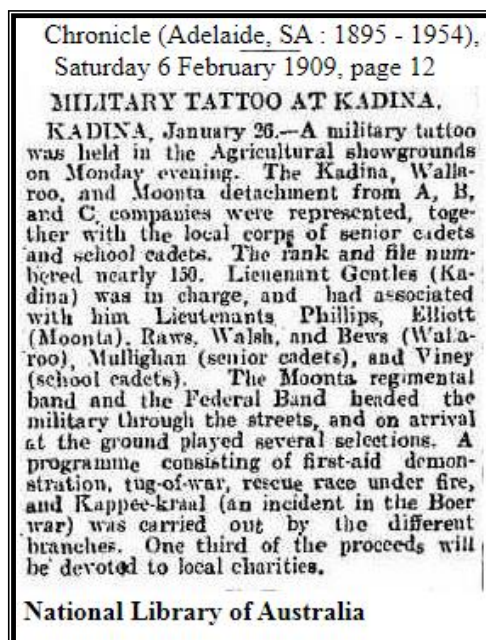 Chronicle (Adelaide, SA : 1895 - 1954),
Saturday 6 February 1909, page 12
MILITARY TATTOO AT KADINA.
KADINA, January 26.—A military tattoo
was held in the Agricultural showgrounds
on Monday evening. The Kadina, Walla-
roo, and Moonta detachment from A, B,
and C, companies were represented, toge-
ther with the local corps of senior cadets
and school cadets. The rank and file num-
bered nearly 150. Lieuenant Gentles (Ka-
dina) was in charge, and had associated
with him Lieutenants Phillips, Elliott
(Moonta), Raws, Walsh, and Bews (Walla-
roo), Mullighan (senior cadets), and Viney
(school cadets). The Moonta regimental
band and the Federal Band headed the
military through the streets, and on arrival
at the ground played several selections. A
programme consisting of first-aid demon-
stration, tug-of-war, rescue race under fire,
and Kappee-kraal (an incident in the Boer
war) was carried out by the different
branches. One third of the proceeds will
be devoted to local charities.
National Library of Australia